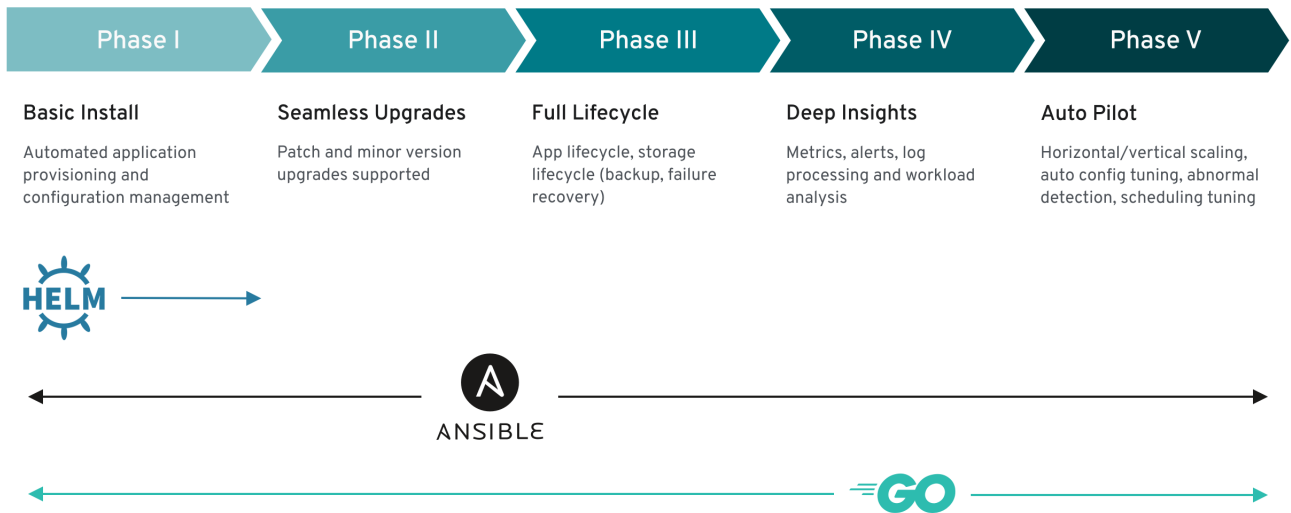 Phase I
Phase II
Phase III
Phase IV
Phase V
Basic Install
Automated application
provisioning and
configuration management
Seamless Upgrades
Patch and minor version
upgrades supported
Full Lifecycle
App lifecycle, storage
lifecycle (backup, failure
recovery)
Deep Insights
Metrics, alerts, log
processing and workload
analysis
Auto Pilot
Horizontal/vertical scaling,
auto config tuning, abnormal
detection, scheduling tuning
HELM
A
ANSIBLE
GO